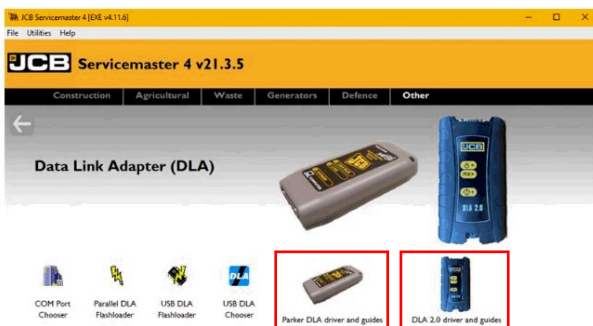 JCB Servicemaster 4 [EXE v4.11.6]
File Utilities Help
JCB Servicemaster 4 v21.3.5
Construction Agricultural Waste Generators Defence Other
Data Link Adapter (DLA)
JCB
DLA 2.0
DLA
COM Port Chooser
Parallel DLA Flashloader
USB DLA Flashloader
USB DLA Chooser
Parker DLA driver and guides
DLA 2.0 driver and guides